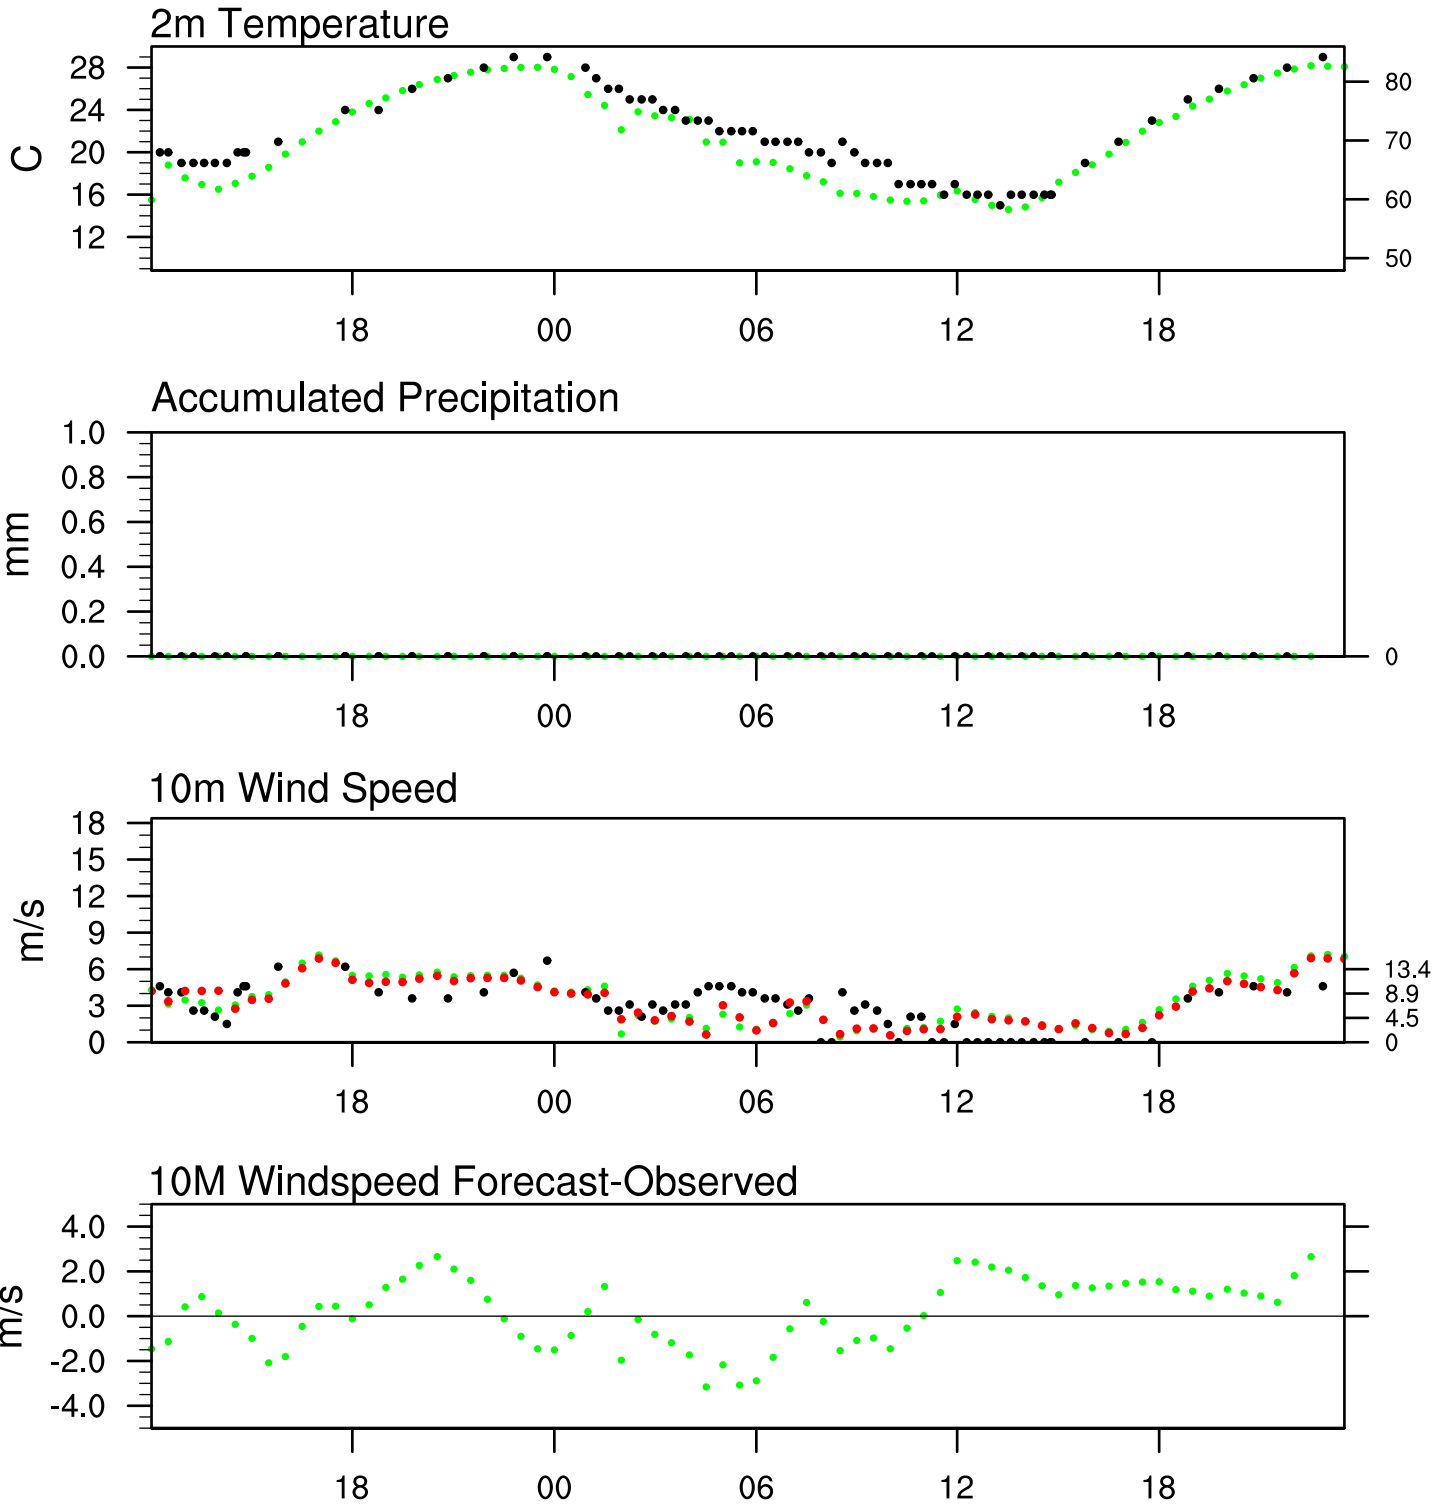 2m Temperature
28
24
20
16
12
C
80
70
60
50
18 00 06 12 18
Accumulated Precipitation
1.0
0.8
0.6
0.4
0.2
0.0
mm
0
18 00 06 12 18
10m Wind Speed
18
15
12
9
6
3
0
m/s
13.4
8.9
4.5
0
18 00 06 12 18
10M Windspeed Forecast-Observed
4.0
2.0
0.0
-2.0
-4.0
m/s
18 00 06 12 18